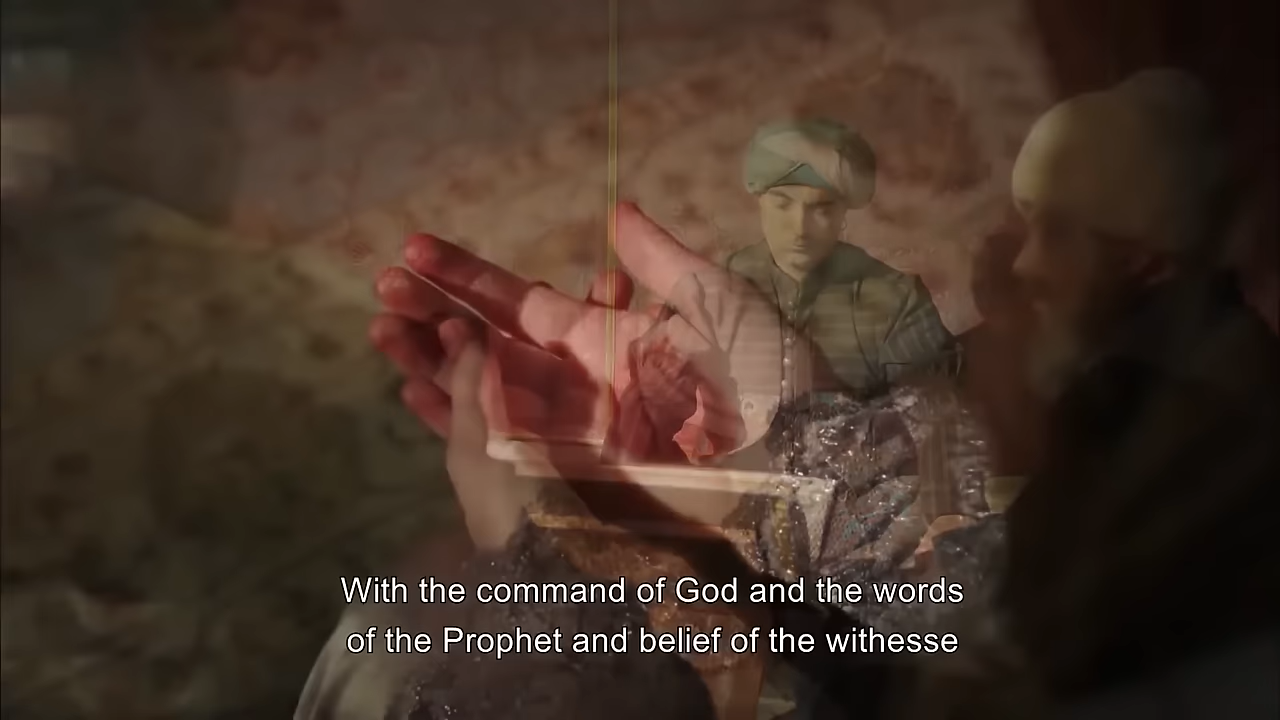 With the command of God and the words
of the Prophet and belief of the withesse